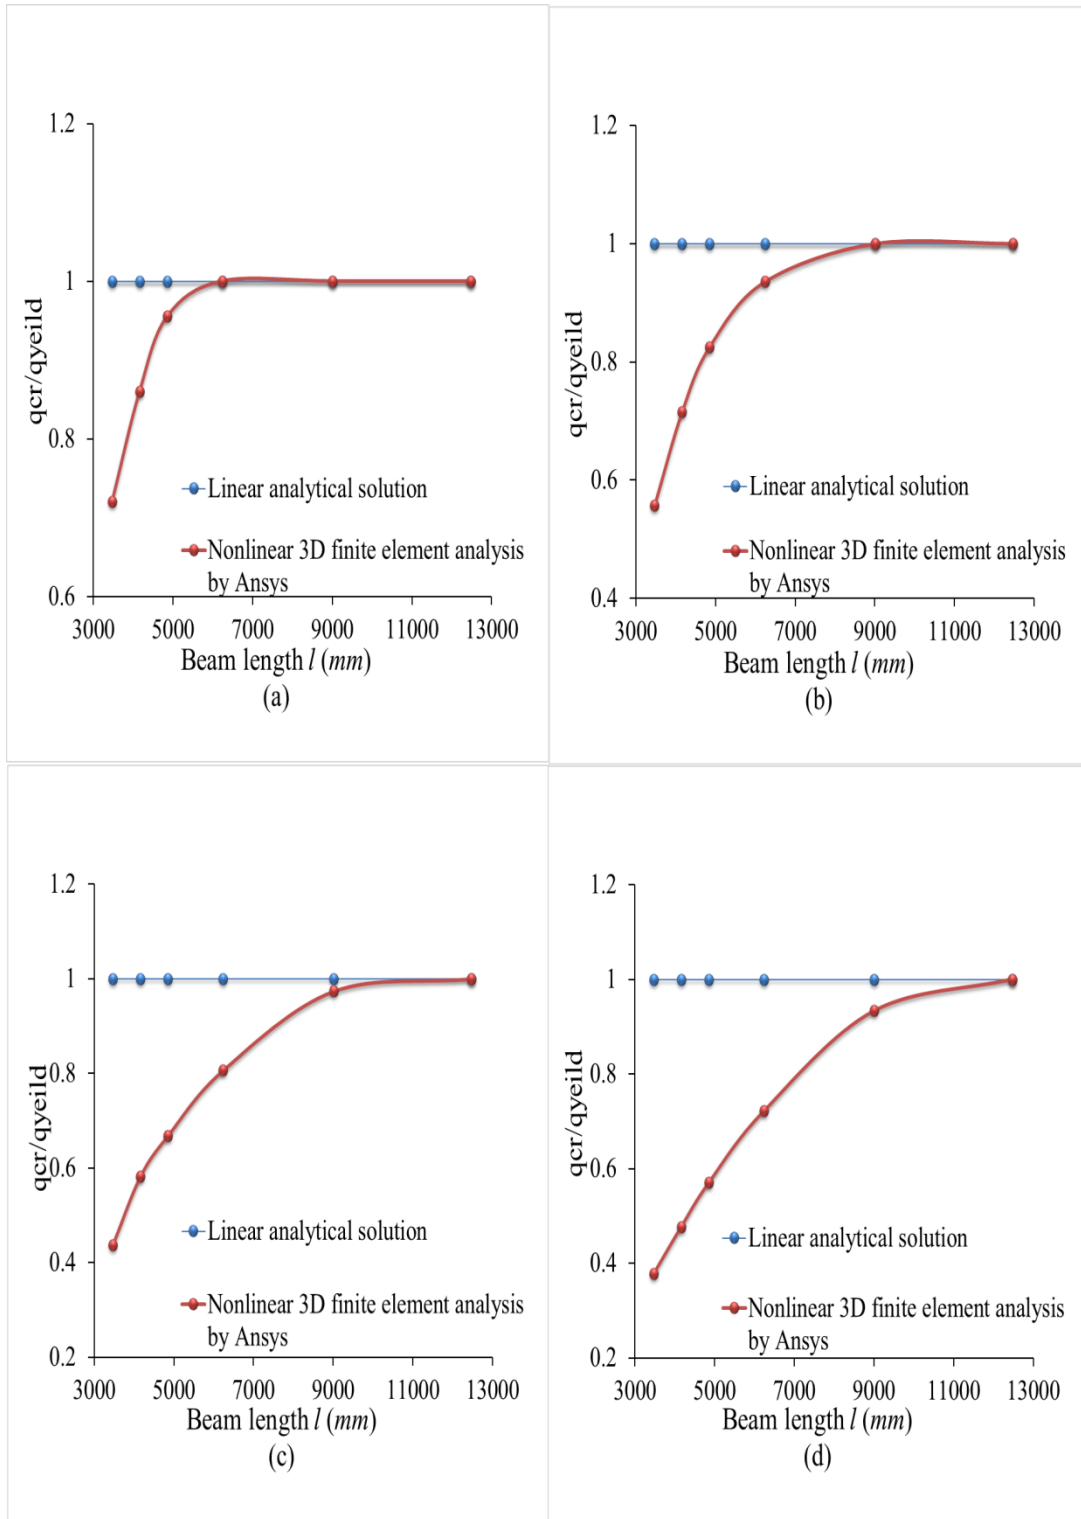 1.2
1
0.8
0.6
qcr/qyeild
Linear analytical solution
Nonlinear 3D finite element analysis
by Ansys
3000 5000 7000 9000 11000 13000
Beam length l (mm)
(a)
1.2
1
0.8
0.6
0.4
qcr/qyeild
Linear analytical solution
Nonlinear 3D finite element analysis
by Ansys
3000 5000 7000 9000 11000 13000
Beam length l (mm)
(b)
1.2
1
0.8
0.6
0.4
0.2
qcr/qyeild
Linear analytical solution
Nonlinear 3D finite element analysis
by Ansys
3000 5000 7000 9000 11000 13000
Beam length l (mm)
(c)
1.2
1
0.8
0.6
0.4
0.2
qcr/qyeild
Linear analytical solution
Nonlinear 3D finite element analysis
by Ansys
3000 5000 7000 9000 11000 13000
Beam length l (mm)
(d)